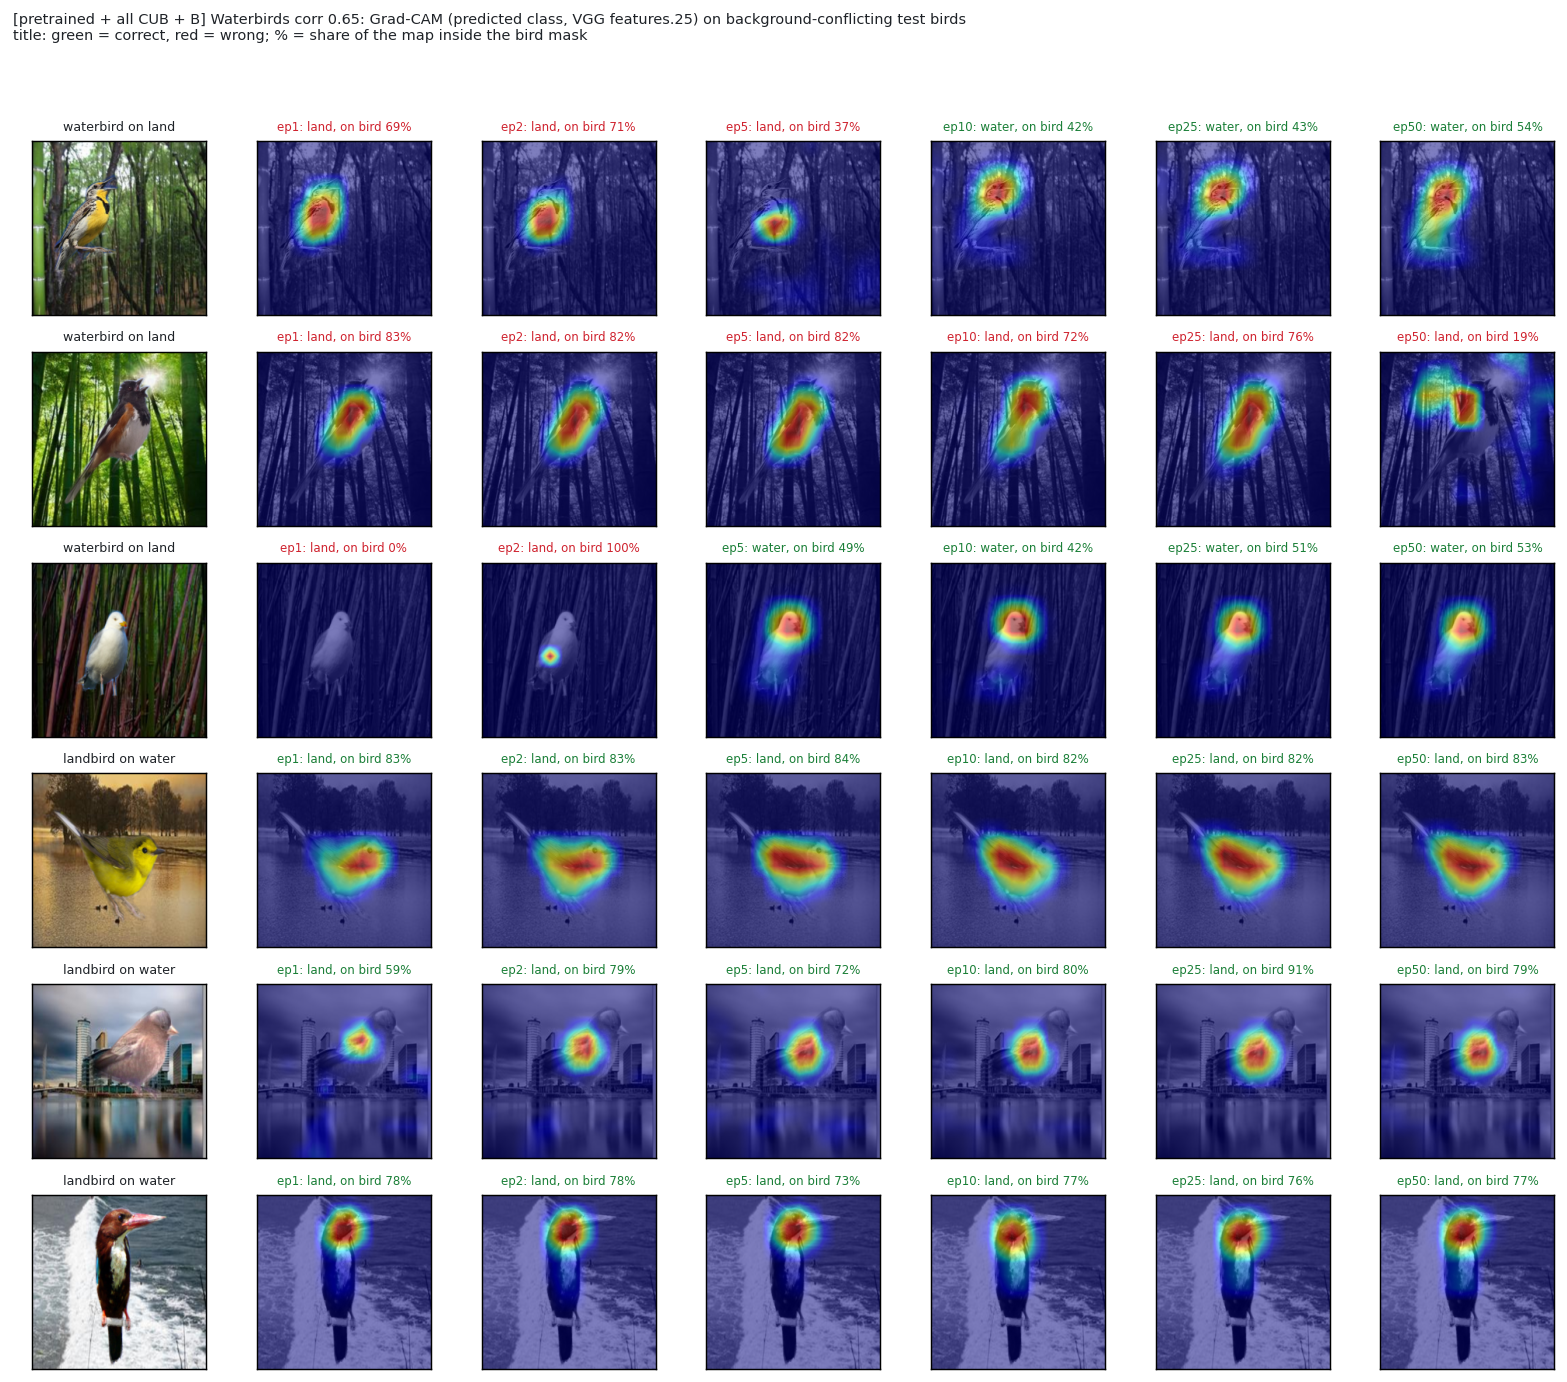 [pretrained + all CUB + B] Waterbirds corr 0.65: Grad-CAM (predicted class, VGG features.25) on background-conflicting test birds
title: green = correct, red = wrong; % = share of the map inside the bird mask
waterbird on land
ep1: land, on bird 69%
ep2: land, on bird 71%
ep5: land, on bird 37%
ep10: water, on bird 42%
ep25: water, on bird 43%
ep50: water, on bird 54%
waterbird on land
ep1: land, on bird 83%
ep2: land, on bird 82%
ep5: land, on bird 82%
ep10: land, on bird 72%
ep25: land, on bird 76%
ep50: land, on bird 19%
waterbird on land
ep1: land, on bird 0%
ep2: land, on bird 100%
ep5: water, on bird 49%
ep10: water, on bird 42%
ep25: water, on bird 51%
ep50: water, on bird 53%
landbird on water
ep1: land, on bird 83%
ep2: land, on bird 83%
ep5: land, on bird 84%
ep10: land, on bird 82%
ep25: land, on bird 82%
ep50: land, on bird 83%
landbird on water
ep1: land, on bird 59%
ep2: land, on bird 79%
ep5: land, on bird 72%
ep10: land, on bird 80%
ep25: land, on bird 91%
ep50: land, on bird 79%
landbird on water
ep1: land, on bird 78%
ep2: land, on bird 78%
ep5: land, on bird 73%
ep10: land, on bird 77%
ep25: land, on bird 76%
ep50: land, on bird 77%